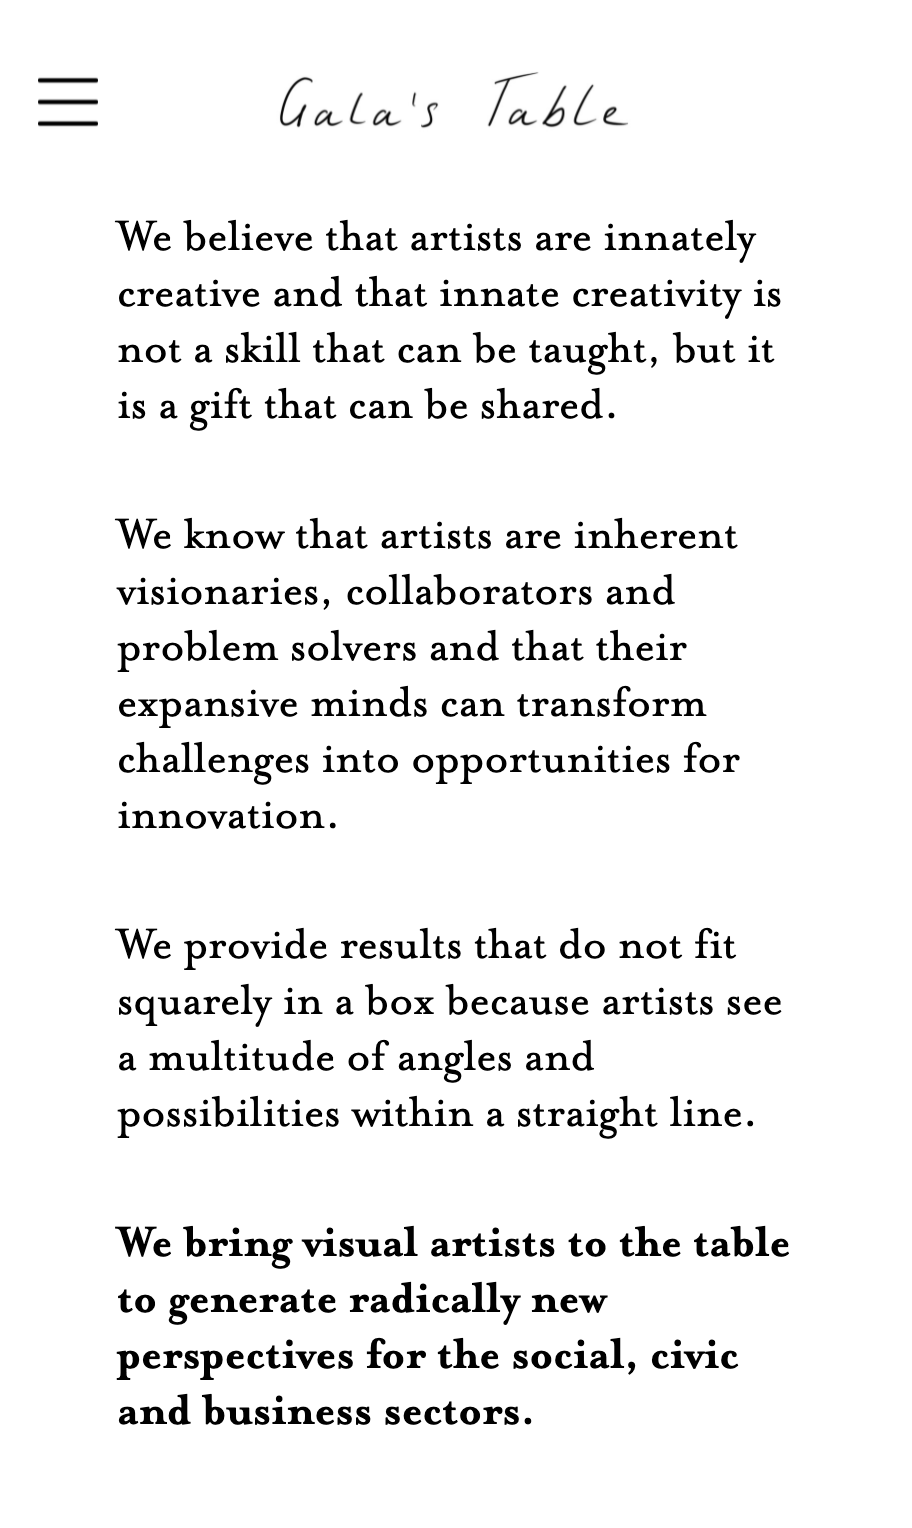 Gala's Table
We believe that artists are innately
creative and that innate creativity is
not a skill that can be taught, but it
is a gift that can be shared.
We know that artists are inherent
visionaries, collaborators and
problem solvers and that their
expansive minds can transform
challenges into opportunities for
innovation.
We provide results that do not fit
squarely in a box because artists see
a multitude of angles and
possibilities within a straight line.
We bring visual artists to the table
to generate radically new
perspectives for the social, civic
and business sectors.